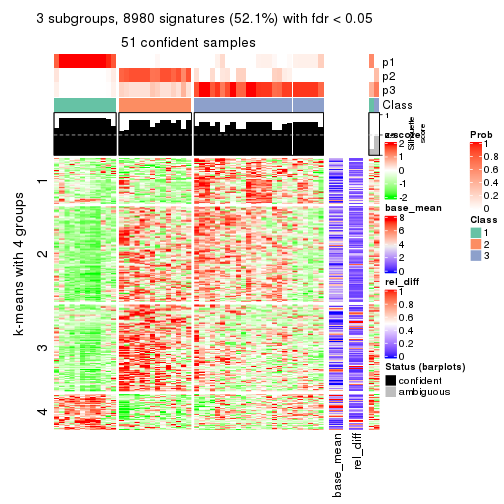 3 subgroups, 8980 signatures (52.1%) with fdr < 0.05
51 confident samples
p1
p2
p3
Class
1
Silhouette
score
k-means with 4 groups
1
2
3
4
base_mean
rel_diff
z-score
2
1
0
-1
-2
base_mean
8
6
4
2
0
rel_diff
1
0.8
0.6
0.4
0.2
0
Status (barplots)
confident
ambiguous
Prob
1
0.8
0.6
0.4
0.2
0
Class
1
2
3